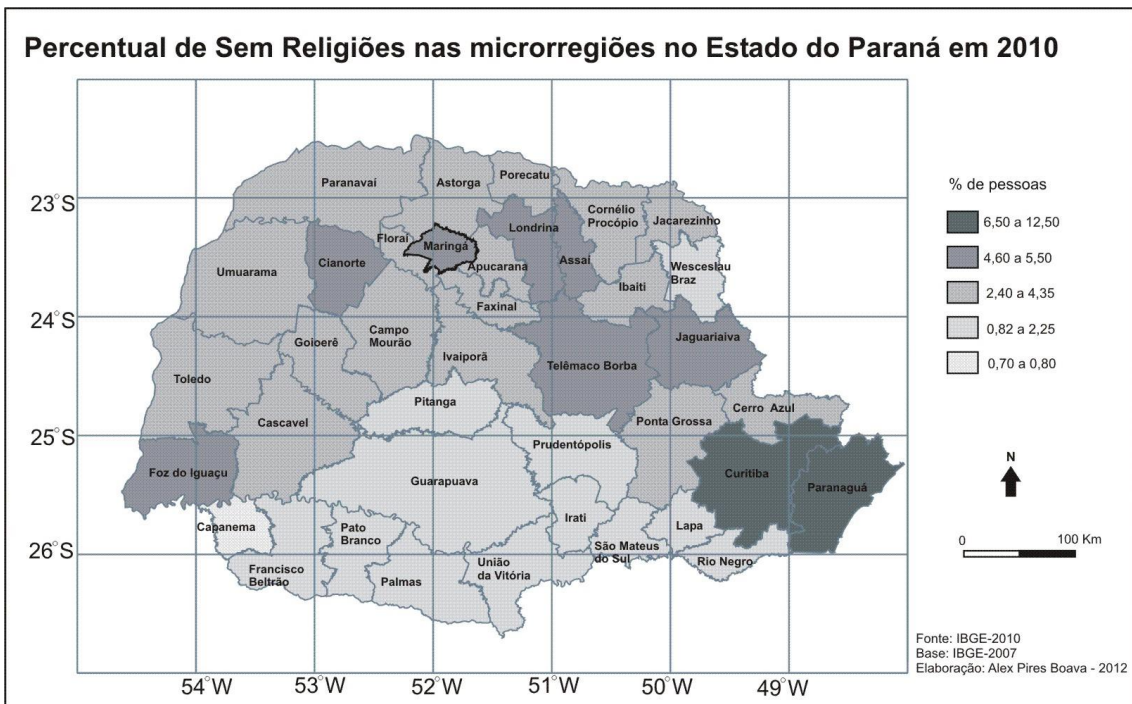 Percentual de Sem Religiões nas microrregiões no Estado do Paraná em 2010
23°S
24°S
25°S
26°S
54°W
53°W
52°W
51°W
50°W
49°W
Paranavaí
Astorga
Porecatu
Cornélio
Procópio
Jacarezinho
Londrina
Floraí
Maringá
Assaí
Wesceslau
Braz
Umuarama
Cianorte
Apucarana
Ibaiti
Faxinal
Campo
Mourão
Goioerê
Ivaiporã
Telêmaco Borba
Jaguariaiva
Toledo
Pitanga
Cascavel
Ponta Grossa
Cerro Azul
Prudentópolis
Foz do Iguaçu
Guarapuava
Curitiba
Paranaguá
Capanema
Pato
Branco
Irati
Lapa
São Mateus
do Sul
Rio Negro
Francisco
Beltrão
Palmas
União
da Vitória
% de pessoas
6,50 a 12,50
4,60 a 5,50
2,40 a 4,35
0,82 a 2,25
0,70 a 0,80
N
0 100 Km
Fonte: IBGE-2010
Base: IBGE-2007
Elaboração: Alex Pires Boava - 2012